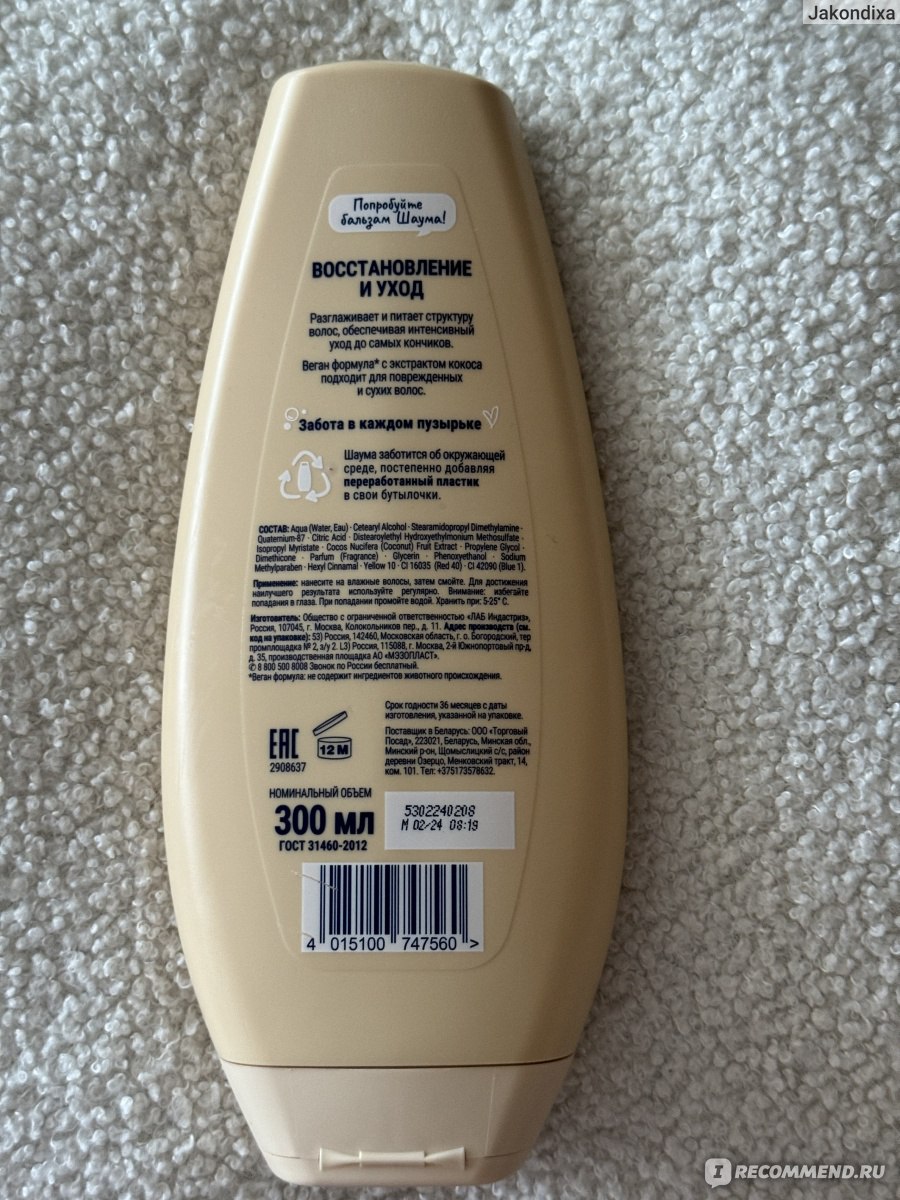 Jakondixa
Попробуйте
бальзам Шаума!
ВОССТАНОВЛЕНИЕ
И УХОД
Разглаживает и питает структуру
волос, обеспечивая интенсивный
уход до самых кончиков.
Веган формула* с экстрактом кокоса
подходит для поврежденных
и сухих волос.
Забота в каждом пузырьке
Шаума заботится об окружающей
среде, постепенно добавляя
переработанный пластик
в свои бутылочки.
СОСТАВ: Aqua (Water, Eau) · Cetearyl Alcohol · Stearamidopropyl Dimethylamine ·
Quaternium-87 · Citric Acid · Distearoylethyl Hydroxyethylmonium Methosulfate ·
Isopropyl Myristate · Cocos Nucifera (Coconut) Fruit Extract · Propylene Glycol ·
Dimethicone · Parfum (Fragrance) · Glycerin · Phenoxyethanol · Sodium
Methylparaben · Hexyl Cinnamal · Yellow 10 · CI 16035 (Red 40) · CI 42090 (Blue 1).
Применение: нанесите на влажные волосы, затем смойте. Для достижения
наилучшего результата используйте регулярно. Внимание: избегайте
попадания в глаза. При попадании промойте водой. Хранить при: 5-25° С.
Изготовитель: Общество с ограниченной ответственностью «ЛАБ Индастриз»,
Россия, 107045, г. Москва, Колокольников пер., д. 11. Адрес производств (см.
код на упаковке): 53) Россия, 142460, Московская область, г. о. Богородский, тер
промплощадка № 2, з/у 2. L3) Россия, 115088, г. Москва, 2-й Южнопортовый пр-д,
д. 35, производственная площадка АО «МЭЗОПЛАСТ».
✆ 8 800 500 8008 Звонок по России бесплатный.
*Веган формула: не содержит ингредиентов животного происхождения.
Срок годности 36 месяцев с даты
изготовления, указанной на упаковке.
EAC
12 M
2908637
Поставщик в Беларусь: ООО «Торговый
Посад», 223021, Беларусь, Минская обл.,
Минский р-он, Щомыслицкий с/с, район
деревни Озерцо, Менковский тракт, 14,
ком. 101. Тел: +375173578632.
НОМИНАЛЬНЫЙ ОБЪЕМ
300 мл
ГОСТ 31460-2012
5302240208
M 02/24 08:19
4 015100 747560 >
IRECOMMEND.RU